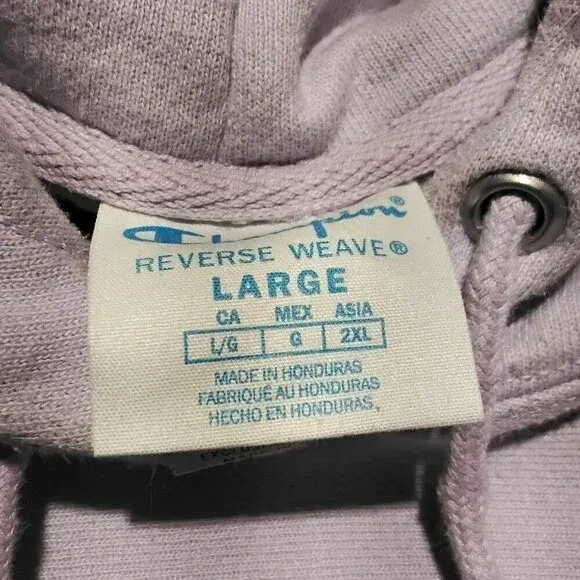 Champion®
REVERSE WEAVE®
LARGE
CA MEX ASIA
L/G G 2XL
MADE IN HONDURAS
FABRIQUÉ AU HONDURAS
HECHO EN HONDURAS